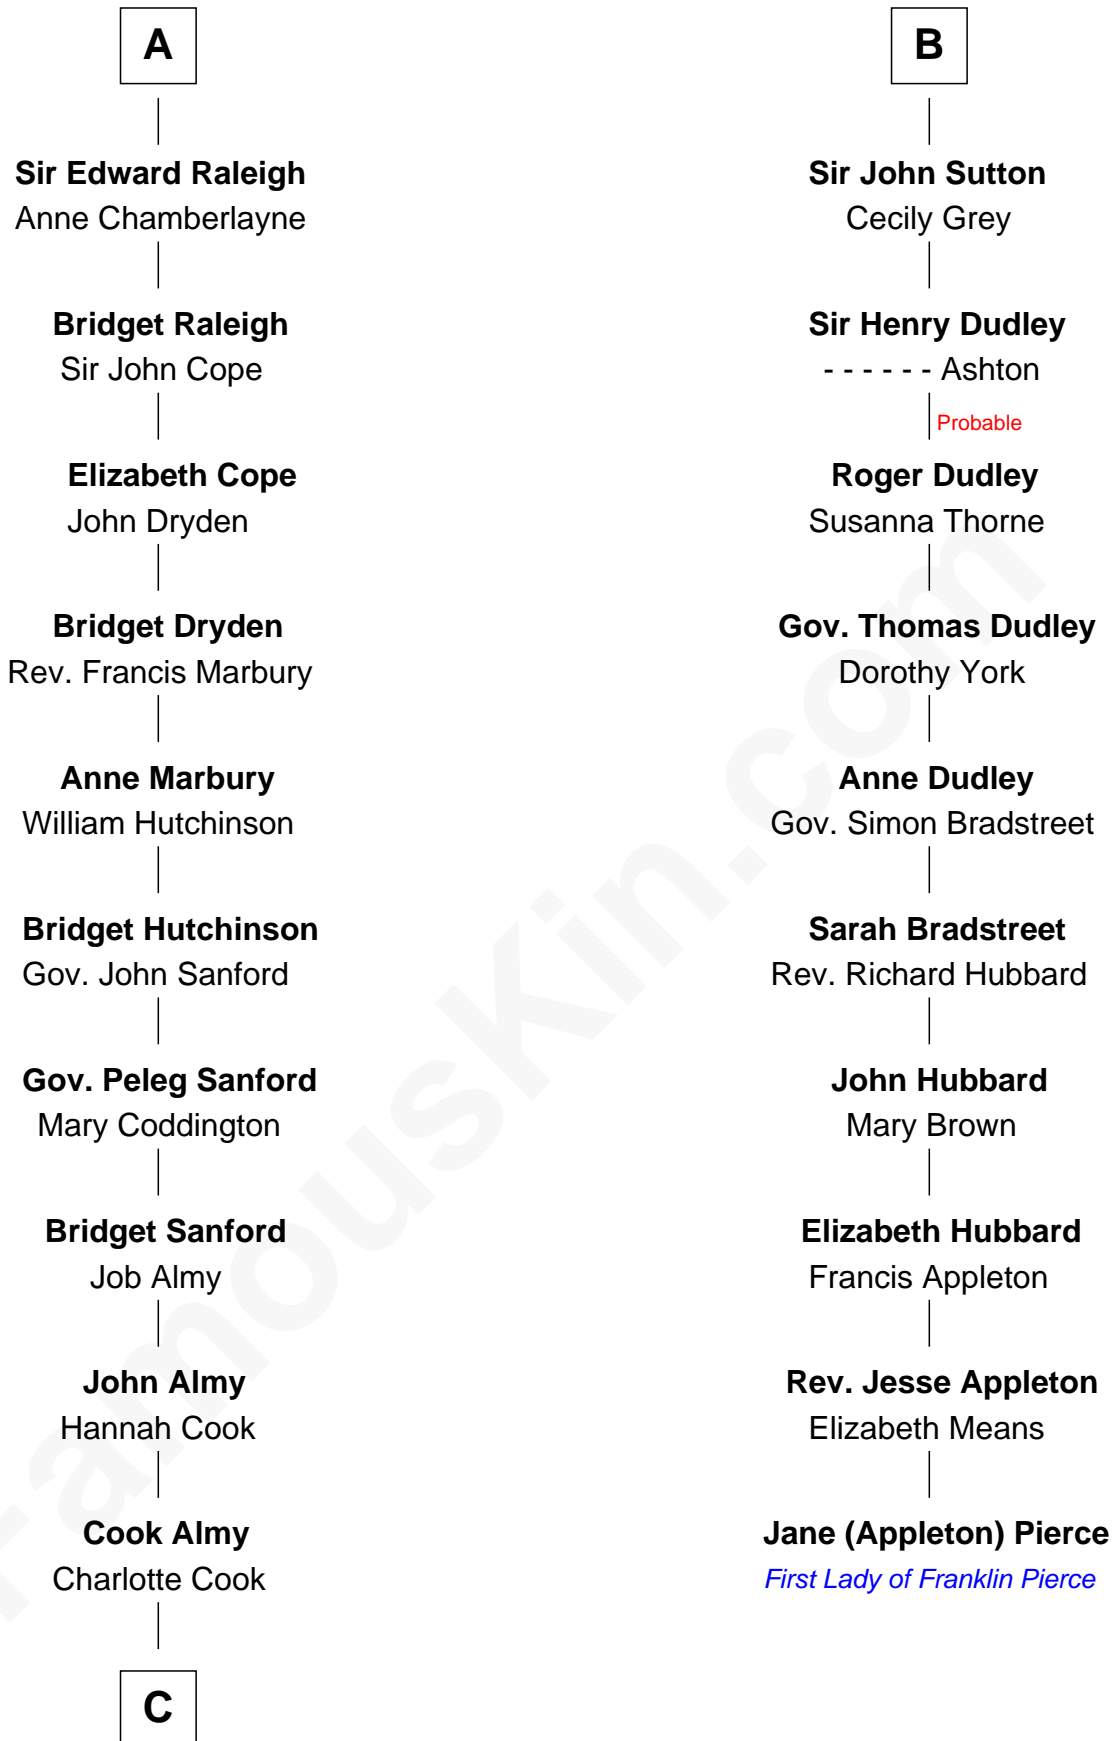 A
Sir Edward Raleigh
Anne Chamberlayne
Bridget Raleigh
Sir John Cope
Elizabeth Cope
John Dryden
Bridget Dryden
Rev. Francis Marbury
Anne Marbury
William Hutchinson
Bridget Hutchinson
Gov. John Sanford
Gov. Peleg Sanford
Mary Coddington
Bridget Sanford
Job Almy
John Almy
Hannah Cook
Cook Almy
Charlotte Cook
C
B
Sir John Sutton
Cecily Grey
Sir Henry Dudley
- - - - - - Ashton
Probable
Roger Dudley
Susanna Thorne
Gov. Thomas Dudley
Dorothy York
Anne Dudley
Gov. Simon Bradstreet
Sarah Bradstreet
Rev. Richard Hubbard
John Hubbard
Mary Brown
Elizabeth Hubbard
Francis Appleton
Rev. Jesse Appleton
Elizabeth Means
Jane (Appleton) Pierce
First Lady of Franklin Pierce
FamousKin.com